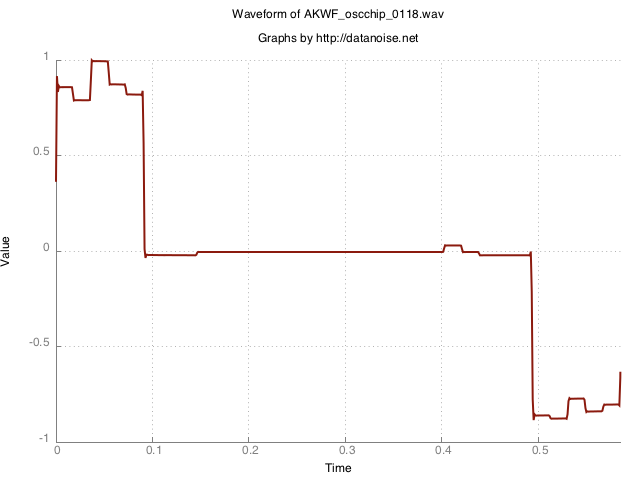 Waveform of AKWF_oscchip_0118.wav
Graphs by http://datanoise.net
1
0.5
0
-0.5
-1
Value
0 0.1 0.2 0.3 0.4 0.5
Time